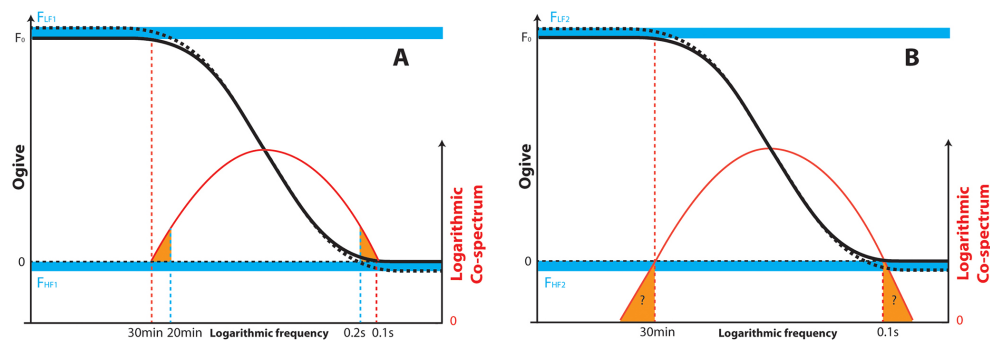 F_LF1
F₀
A
Ogive
0
F_HF1
30min 20min Logarithmic frequency 0.2s 0.1s
Logarithmic
Co-spectrum
0
F_LF2
F₀
B
Ogive
0
F_HF2
?
?
30min Logarithmic frequency 0.1s
Logarithmic
Co-spectrum
0